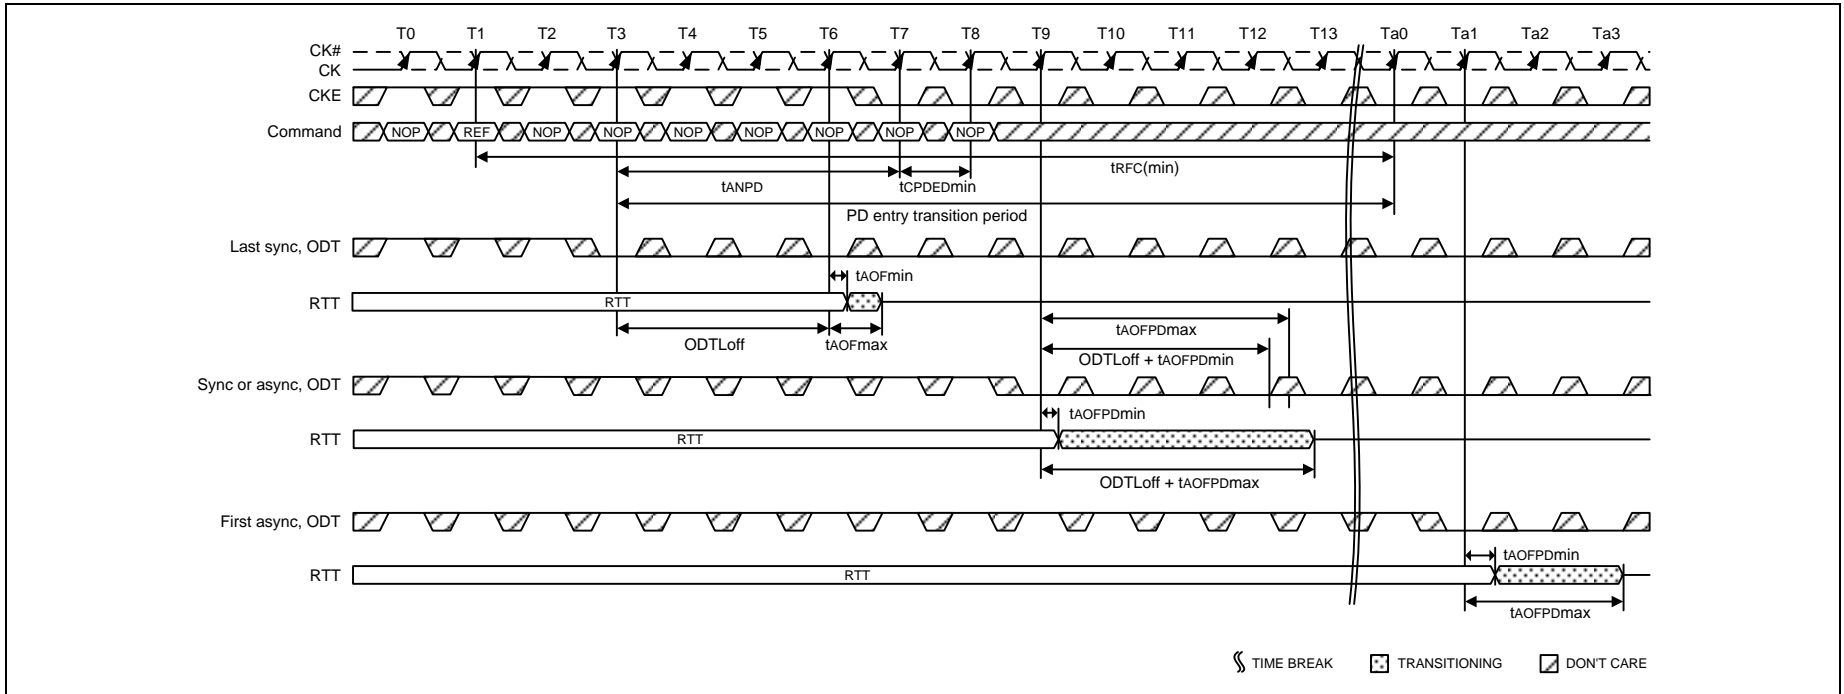 T0 T1 T2 T3 T4 T5 T6 T7 T8 T9 T10 T11 T12 T13 Ta0 Ta1 Ta2 Ta3
CK#
CK
CKE
Command NOP REF NOP NOP NOP NOP NOP NOP NOP
tRFC(min)
tANPD tCPDEDmin
PD entry transition period
Last sync, ODT
tAOFmin
RTT RTT
tAOFPDmax
ODTLoff tAOFmax
ODTLoff + tAOFPDmin
Sync or async, ODT
tAOFPDmin
RTT RTT
ODTLoff + tAOFPDmax
First async, ODT
tAOFPDmin
RTT RTT
tAOFPDmax
TIME BREAK TRANSITIONING DON'T CARE